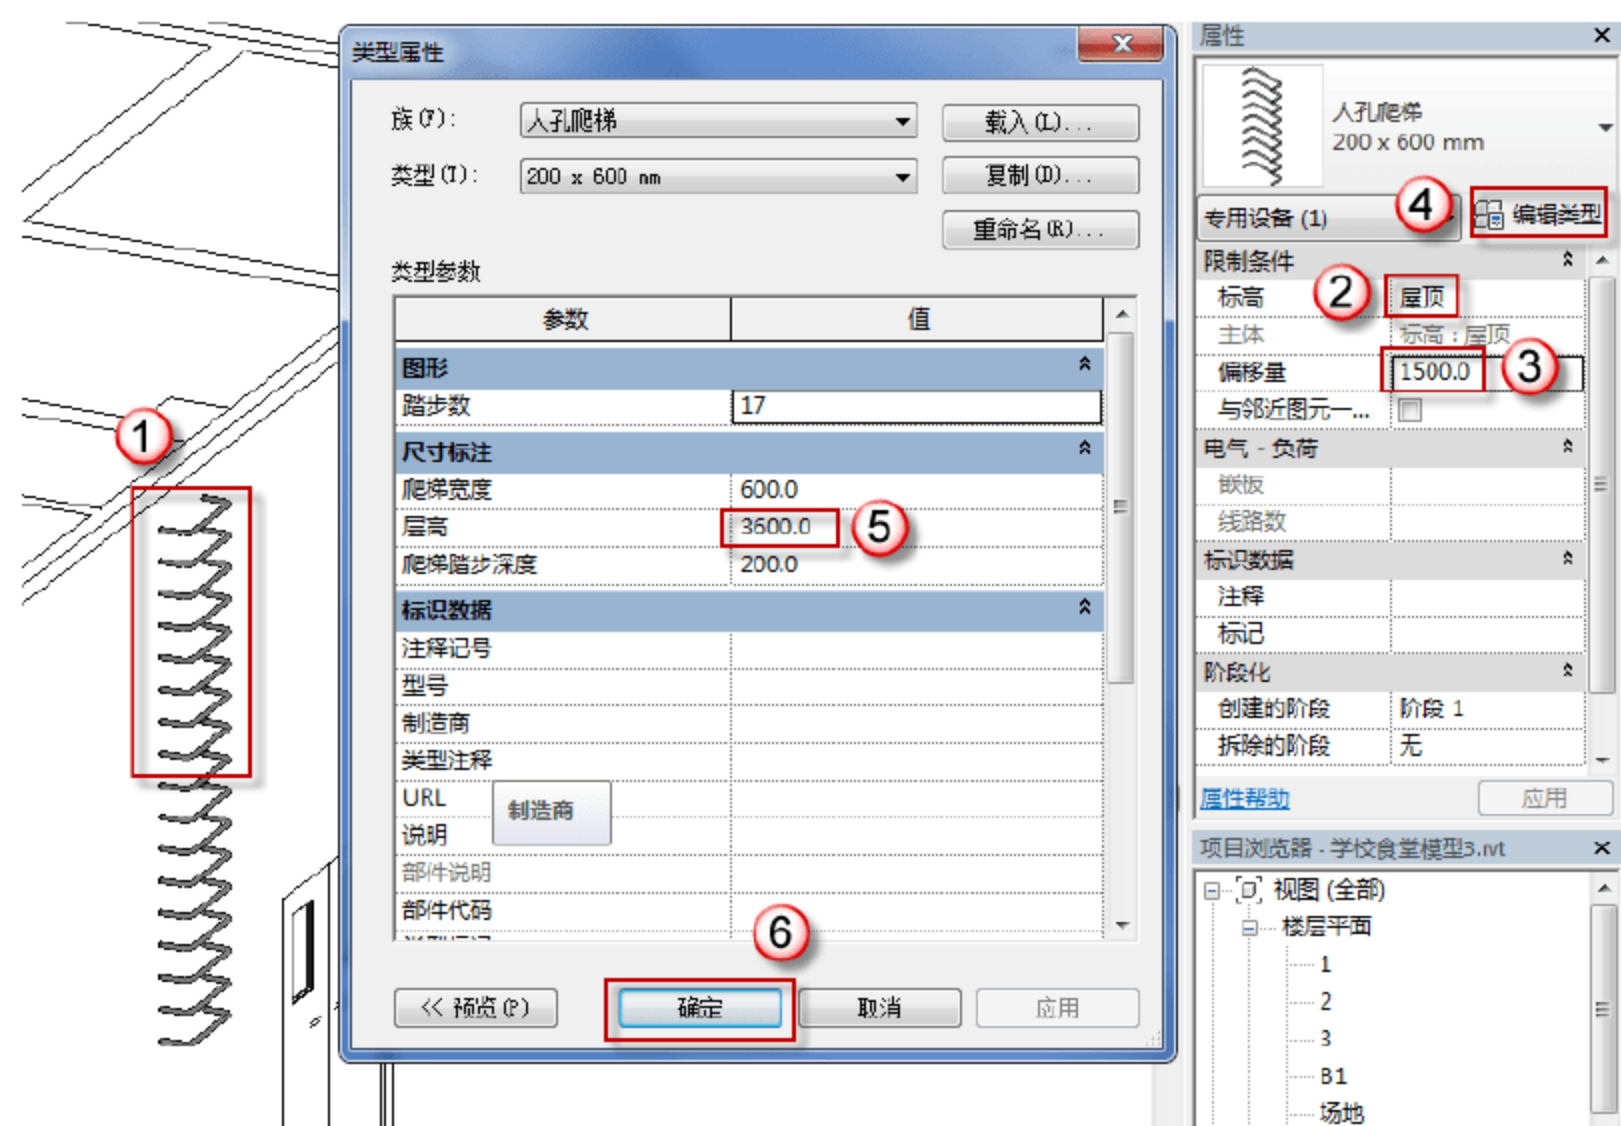 类型属性
族(F):
人孔爬梯
载入(L)...
类型(T):
200 x 600 mm
复制(D)...
重命名(R)...
类型参数
参数
值
图形
踏步数
17
尺寸标注
爬梯宽度
600.0
层高
3600.0
⑤
爬梯踏步深度
200.0
标识数据
注释记号
型号
制造商
类型注释
URL
制造商
说明
部件说明
部件代码
⑥
<< 预览(P)
确定
取消
应用
①
属性
人孔爬梯
200 x 600 mm
专用设备 (1)
④
编辑类型
限制条件
标高
②
屋顶
主体
标高 : 屋顶
偏移量
1500.0
③
与邻近图元一...
电气 - 负荷
嵌板
线路数
标识数据
注释
标记
阶段化
创建的阶段
阶段 1
拆除的阶段
无
属性帮助
应用
项目浏览器 - 学校食堂模型3.rvt
视图 (全部)
楼层平面
1
2
3
B1
场地